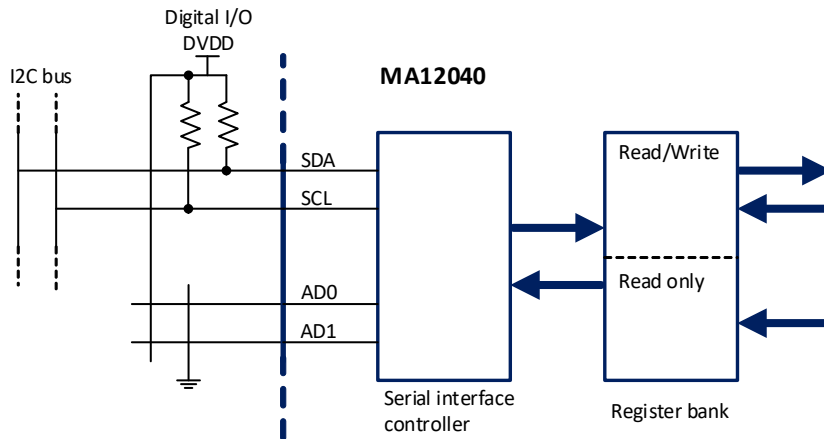 Digital I/O
DVDD
I2C bus
MA12040
SDA
SCL
AD0
AD1
Read/Write
Read only
Serial interface
controller
Register bank